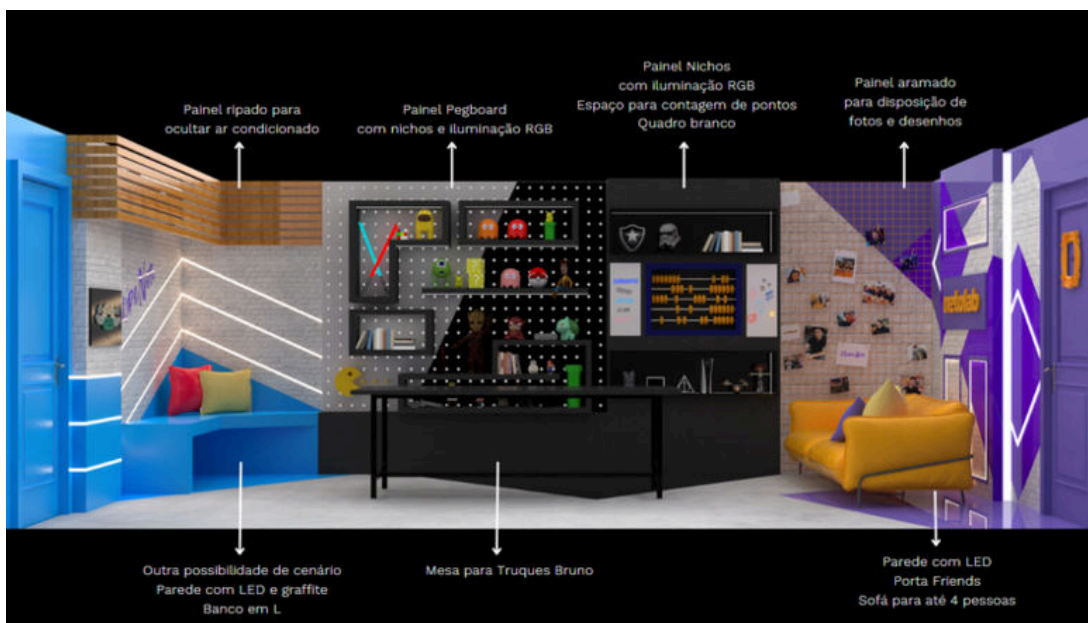 Painel Nichos
com iluminação RGB
Espaço para contagem de pontos
Quadro branco
Painel aramado
para disposição de
fotos e desenhos
Painel ripado para
ocultar ar condicionado
Painel Pegboard
com nichos e iluminação RGB
nebolab
Outra possibilidade de cenário
Parede com LED e graffite
Banco em L
Mesa para Truques Bruno
Parede com LED
Porta Friends
Sofá para até 4 pessoas